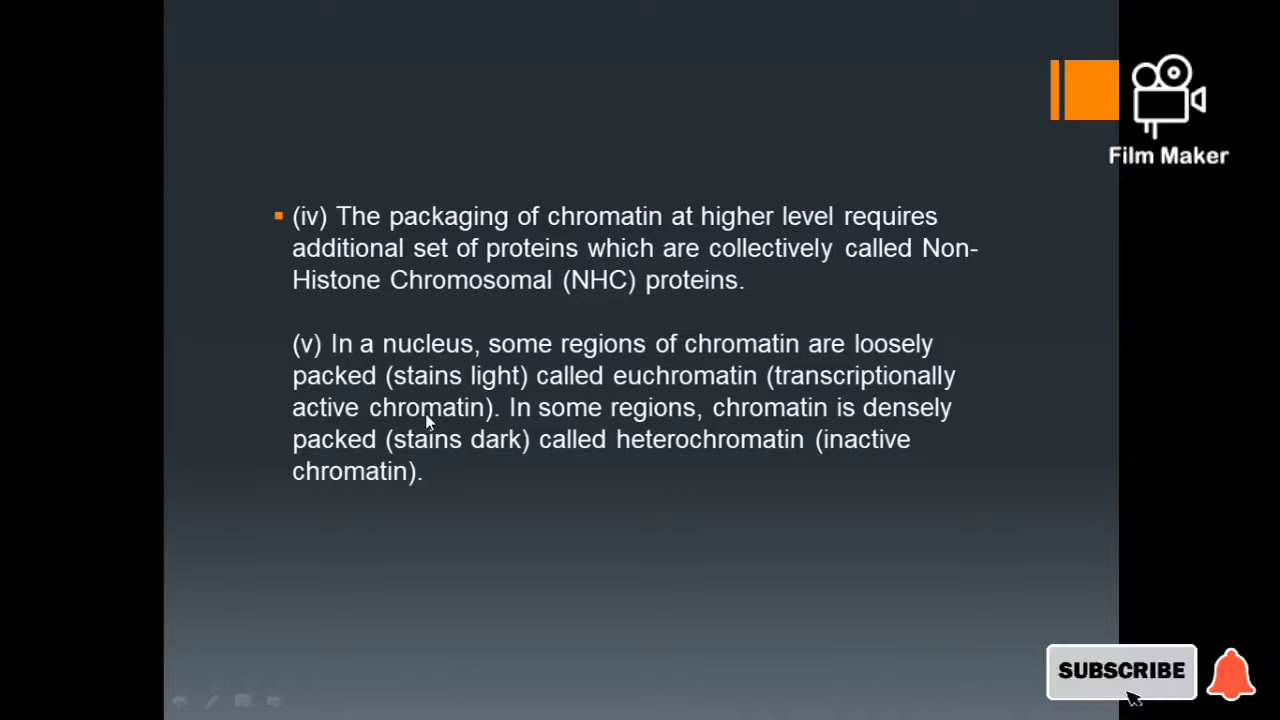 Film Maker
(iv) The packaging of chromatin at higher level requires
additional set of proteins which are collectively called Non-
Histone Chromosomal (NHC) proteins.
(v) In a nucleus, some regions of chromatin are loosely
packed (stains light) called euchromatin (transcriptionally
active chromatin). In some regions, chromatin is densely
packed (stains dark) called heterochromatin (inactive
chromatin).
SUBSCRIBE